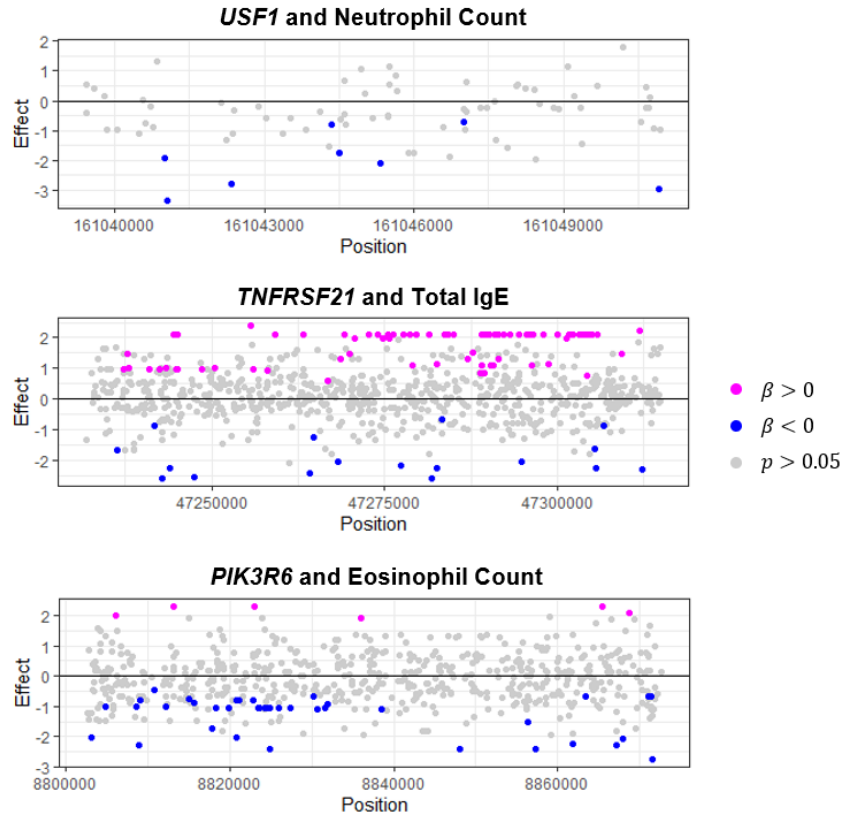 USF1 and Neutrophil Count
2
1
0
-1
-2
-3
Effect
161040000 161043000 161046000 161049000
Position
TNFRSF21 and Total IgE
2
1
0
-1
-2
Effect
47250000 47275000 47300000
Position
β > 0
β < 0
p > 0.05
PIK3R6 and Eosinophil Count
2
1
0
-1
-2
-3
Effect
8800000 8820000 8840000 8860000
Position